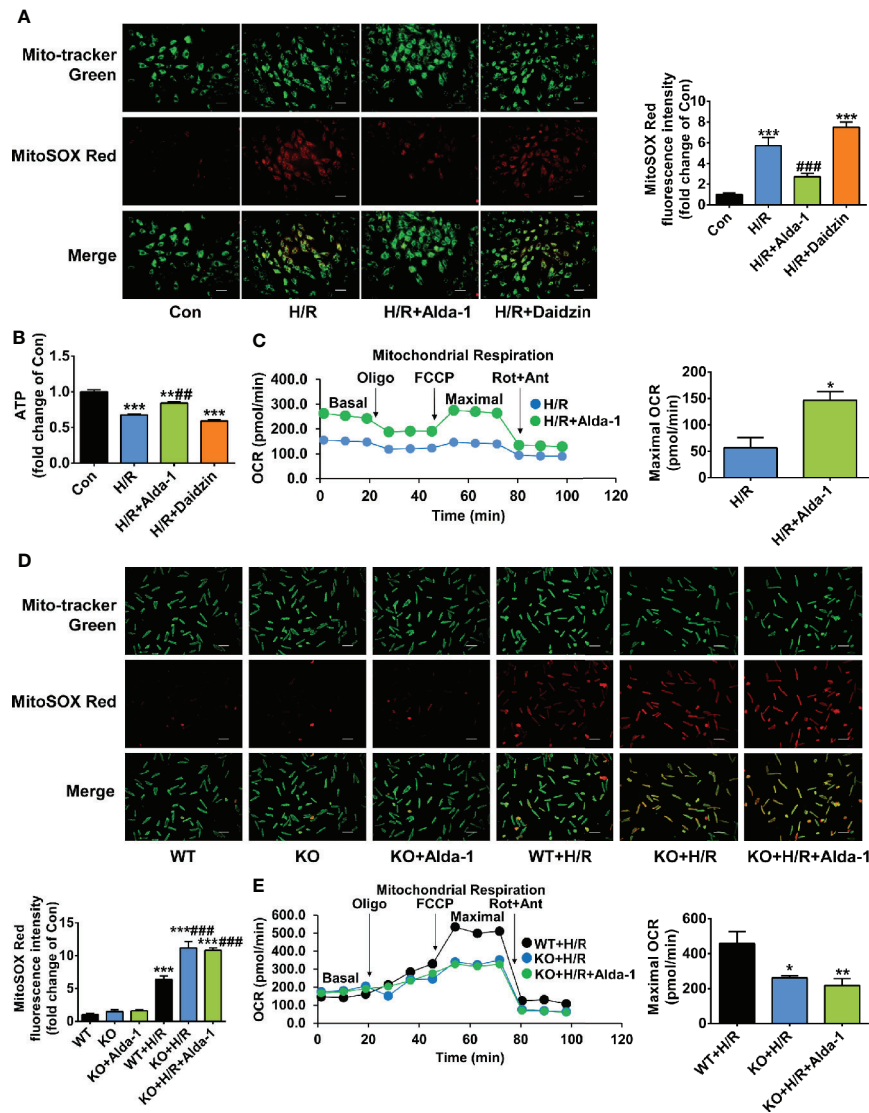 A
Mito-tracker
Green
MitoSOX Red
Merge
Con
H/R
H/R+Alda-1
H/R+Daidzin
MitoSOX Red
fluorescence intensity
(fold change of Con)
10
8
6
4
2
0
***
###
***
Con
H/R
H/R+Alda-1
H/R+Daidzin
B
ATP
(fold change of Con)
1.5
1.0
0.5
0.0
***
**##
***
Con
H/R
H/R+Alda-1
H/R+Daidzin
C
Mitochondrial Respiration
OCR (pmol/min)
400.0
300.0
200.0
100.0
0.0
Basal
Oligo
FCCP
Maximal
Rot+Ant
H/R
H/R+Alda-1
0 20 40 60 80 100 120
Time (min)
Maximal OCR
(pmol/min)
200
150
100
50
0
*
H/R
H/R+Alda-1
D
Mito-tracker
Green
MitoSOX Red
Merge
WT
KO
KO+Alda-1
WT+H/R
KO+H/R
KO+H/R+Alda-1
MitoSOX Red
fluorescence intensity
(fold change of Con)
15
10
5
0
***
***###
***###
WT
KO
KO+Alda-1
WT+H/R
KO+H/R
KO+H/R+Alda-1
E
Mitochondrial Respiration
OCR (pmol/min)
600.0
500.0
400.0
300.0
200.0
100.0
0.0
Basal
Oligo
FCCP
Maximal
Rot+Ant
WT+H/R
KO+H/R
KO+H/R+Alda-1
0 20 40 60 80 100 120
Time (min)
Maximal OCR
(pmol/min)
600
400
200
0
*
**
WT+H/R
KO+H/R
KO+H/R+Alda-1